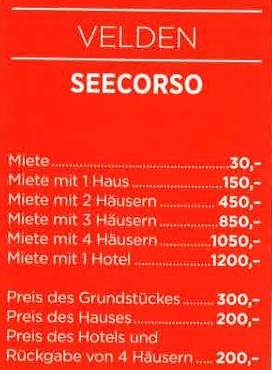 VELDEN
SEECORSO
Miete..............................30,–
Miete mit 1 Haus................150,–
Miete mit 2 Häusern ..........450,–
Miete mit 3 Häusern ..........850,–
Miete mit 4 Häusern ........1050,–
Miete mit 1 Hotel ..............1200,–
Preis des Grundstückes....... 300,–
Preis des Hauses................ 200,–
Preis des Hotels und
Rückgabe von 4 Häusern..... 200,–